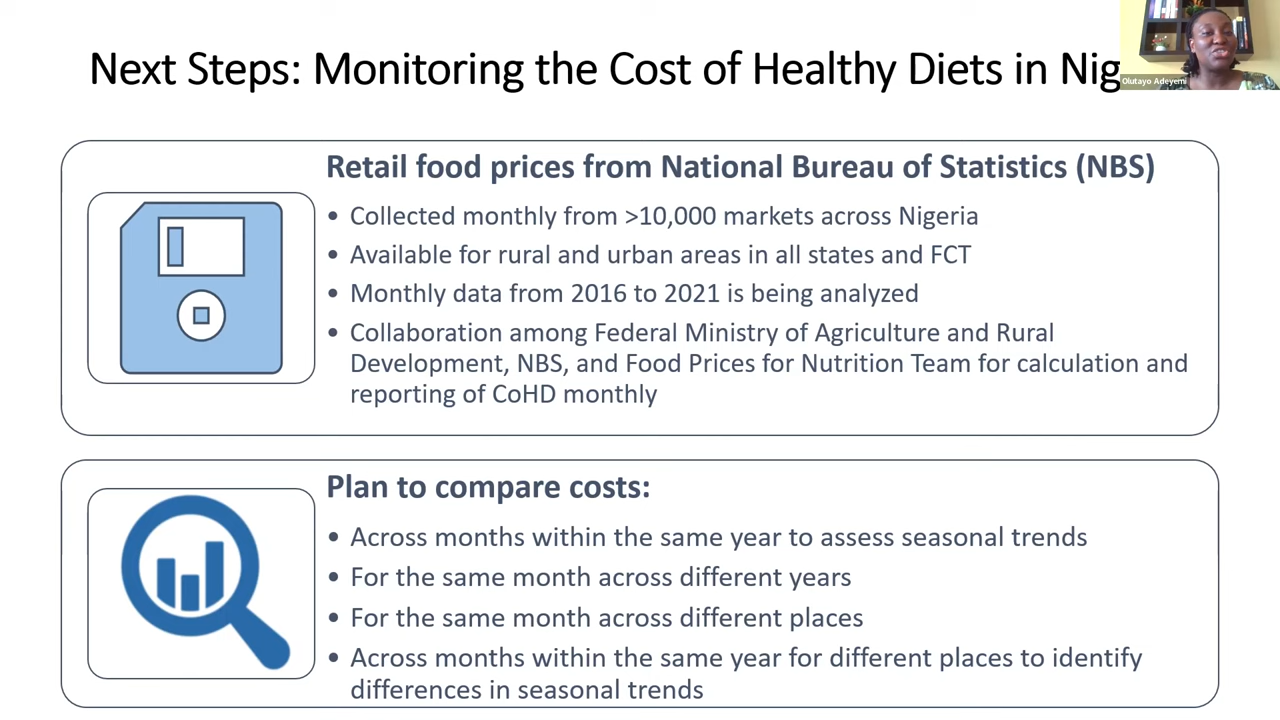 Next Steps: Monitoring the Cost of Healthy Diets in Nig
Olutayo Adeyemi
Retail food prices from National Bureau of Statistics (NBS)
• Collected monthly from >10,000 markets across Nigeria
• Available for rural and urban areas in all states and FCT
• Monthly data from 2016 to 2021 is being analyzed
• Collaboration among Federal Ministry of Agriculture and Rural
Development, NBS, and Food Prices for Nutrition Team for calculation and
reporting of CoHD monthly
Plan to compare costs:
• Across months within the same year to assess seasonal trends
• For the same month across different years
• For the same month across different places
• Across months within the same year for different places to identify
differences in seasonal trends